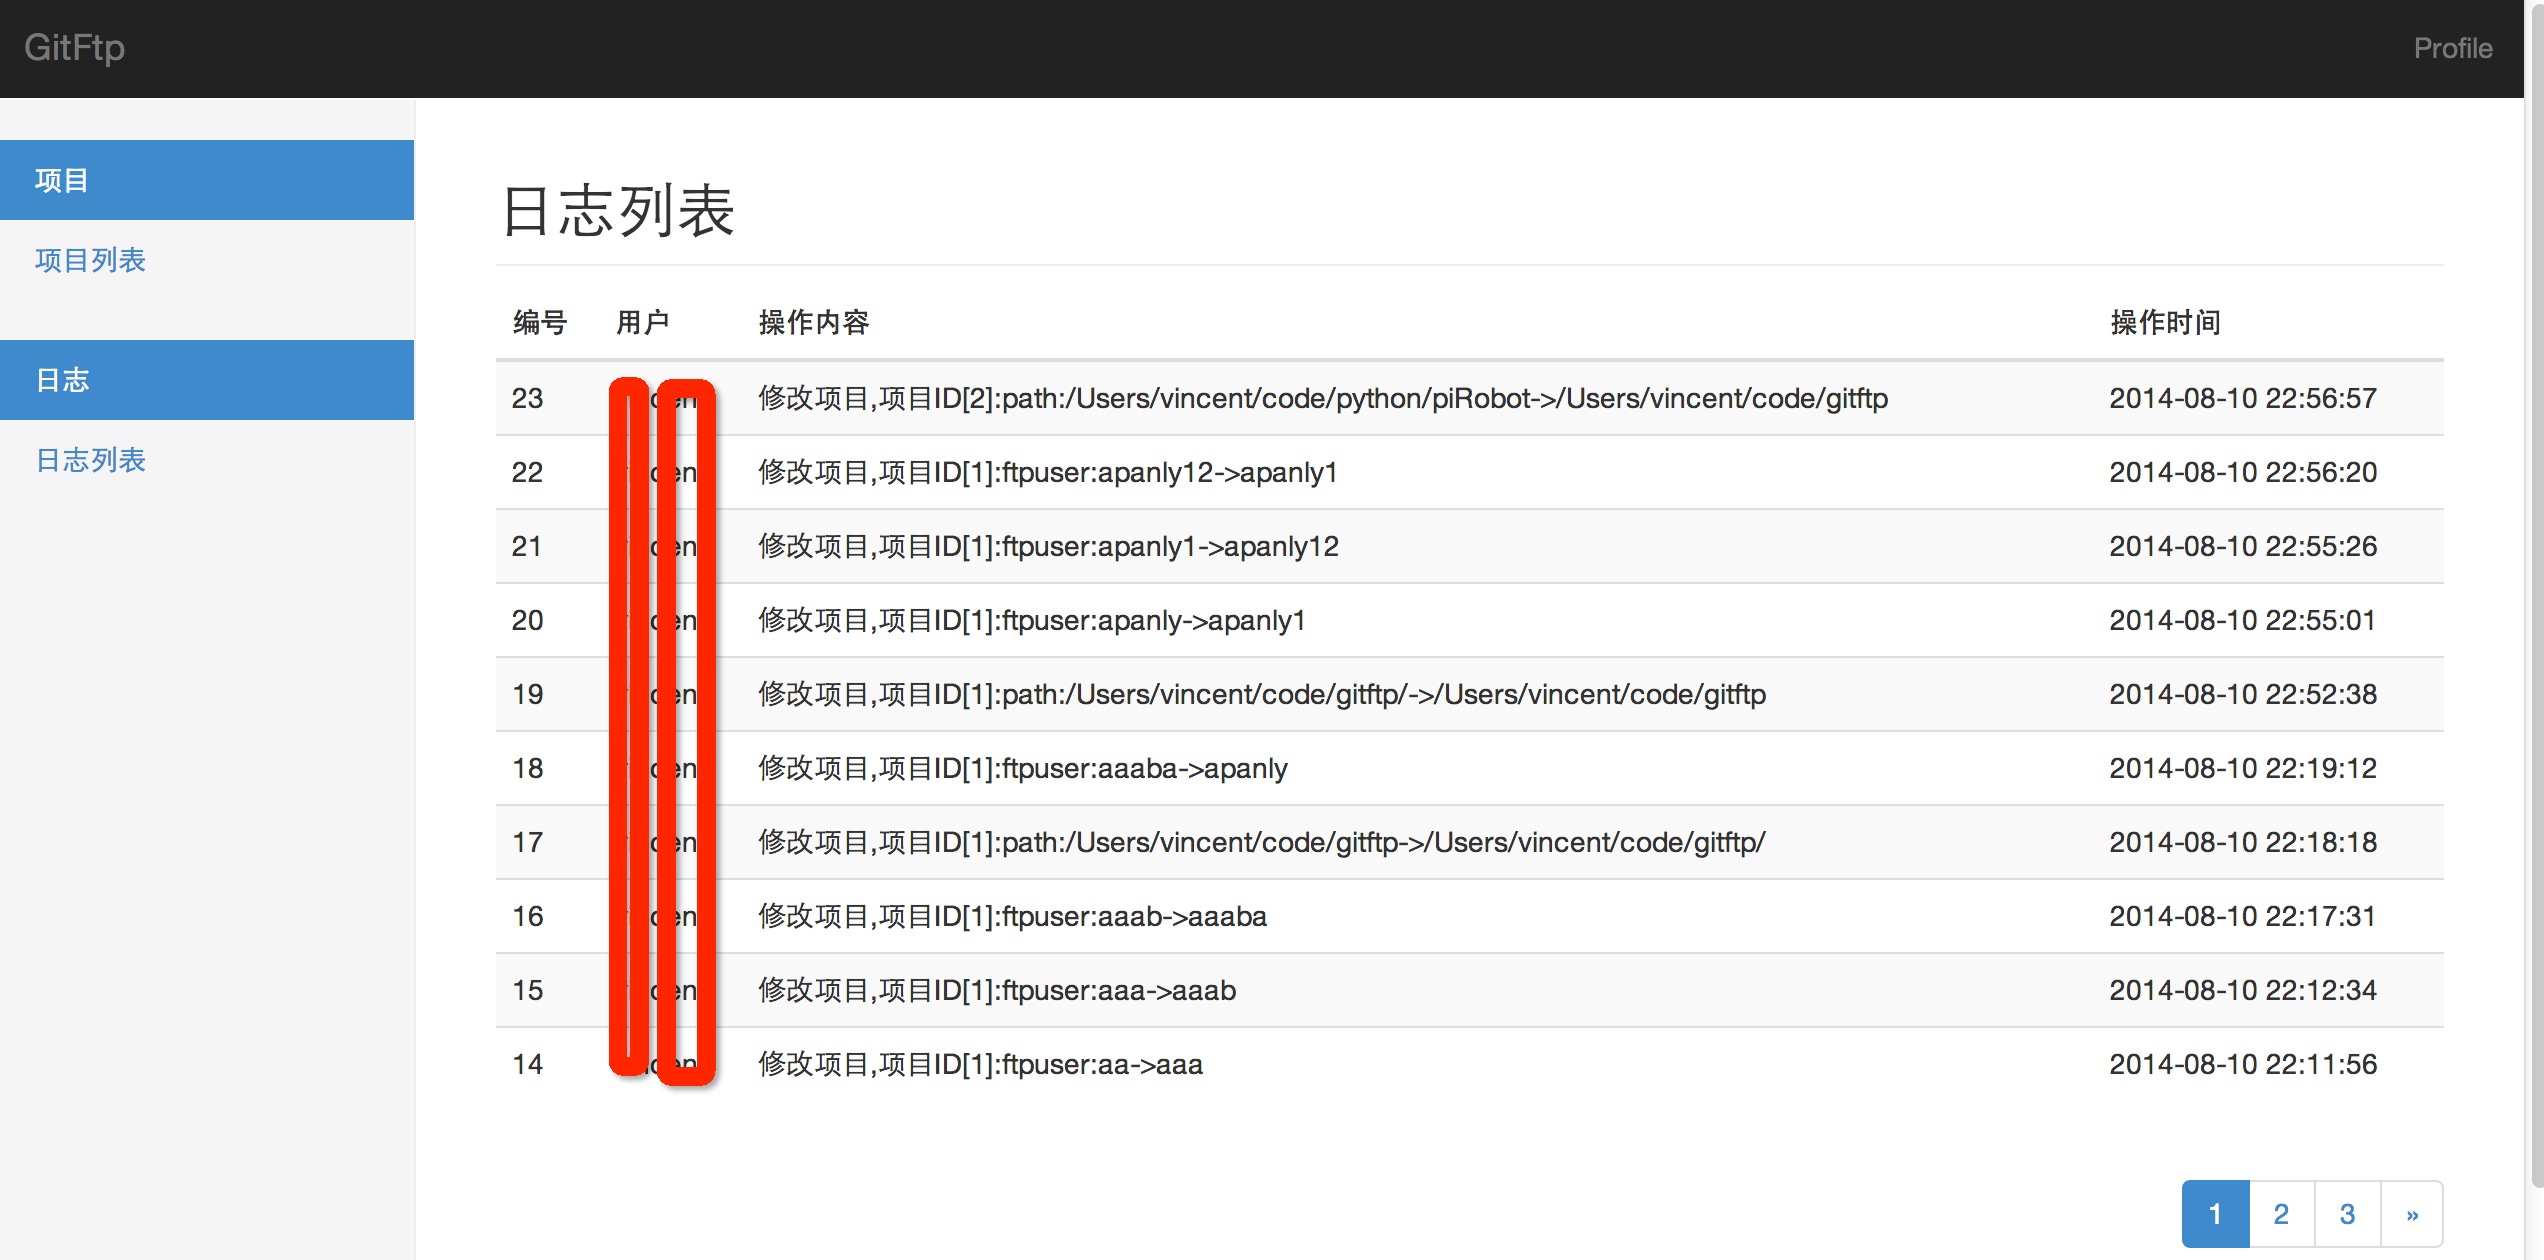 GitFtp Profile
项目
项目列表
日志
日志列表
日志列表
编号 用户 操作内容 操作时间
23 修改项目,项目ID[2]:path:/Users/vincent/code/python/piRobot->/Users/vincent/code/gitftp 2014-08-10 22:56:57
22 修改项目,项目ID[1]:ftpuser:apanly12->apanly1 2014-08-10 22:56:20
21 修改项目,项目ID[1]:ftpuser:apanly1->apanly12 2014-08-10 22:55:26
20 修改项目,项目ID[1]:ftpuser:apanly->apanly1 2014-08-10 22:55:01
19 修改项目,项目ID[1]:path:/Users/vincent/code/gitftp/->/Users/vincent/code/gitftp 2014-08-10 22:52:38
18 修改项目,项目ID[1]:ftpuser:aaaba->apanly 2014-08-10 22:19:12
17 修改项目,项目ID[1]:path:/Users/vincent/code/gitftp->/Users/vincent/code/gitftp/ 2014-08-10 22:18:18
16 修改项目,项目ID[1]:ftpuser:aaab->aaaba 2014-08-10 22:17:31
15 修改项目,项目ID[1]:ftpuser:aaa->aaab 2014-08-10 22:12:34
14 修改项目,项目ID[1]:ftpuser:aa->aaa 2014-08-10 22:11:56
1 2 3 »